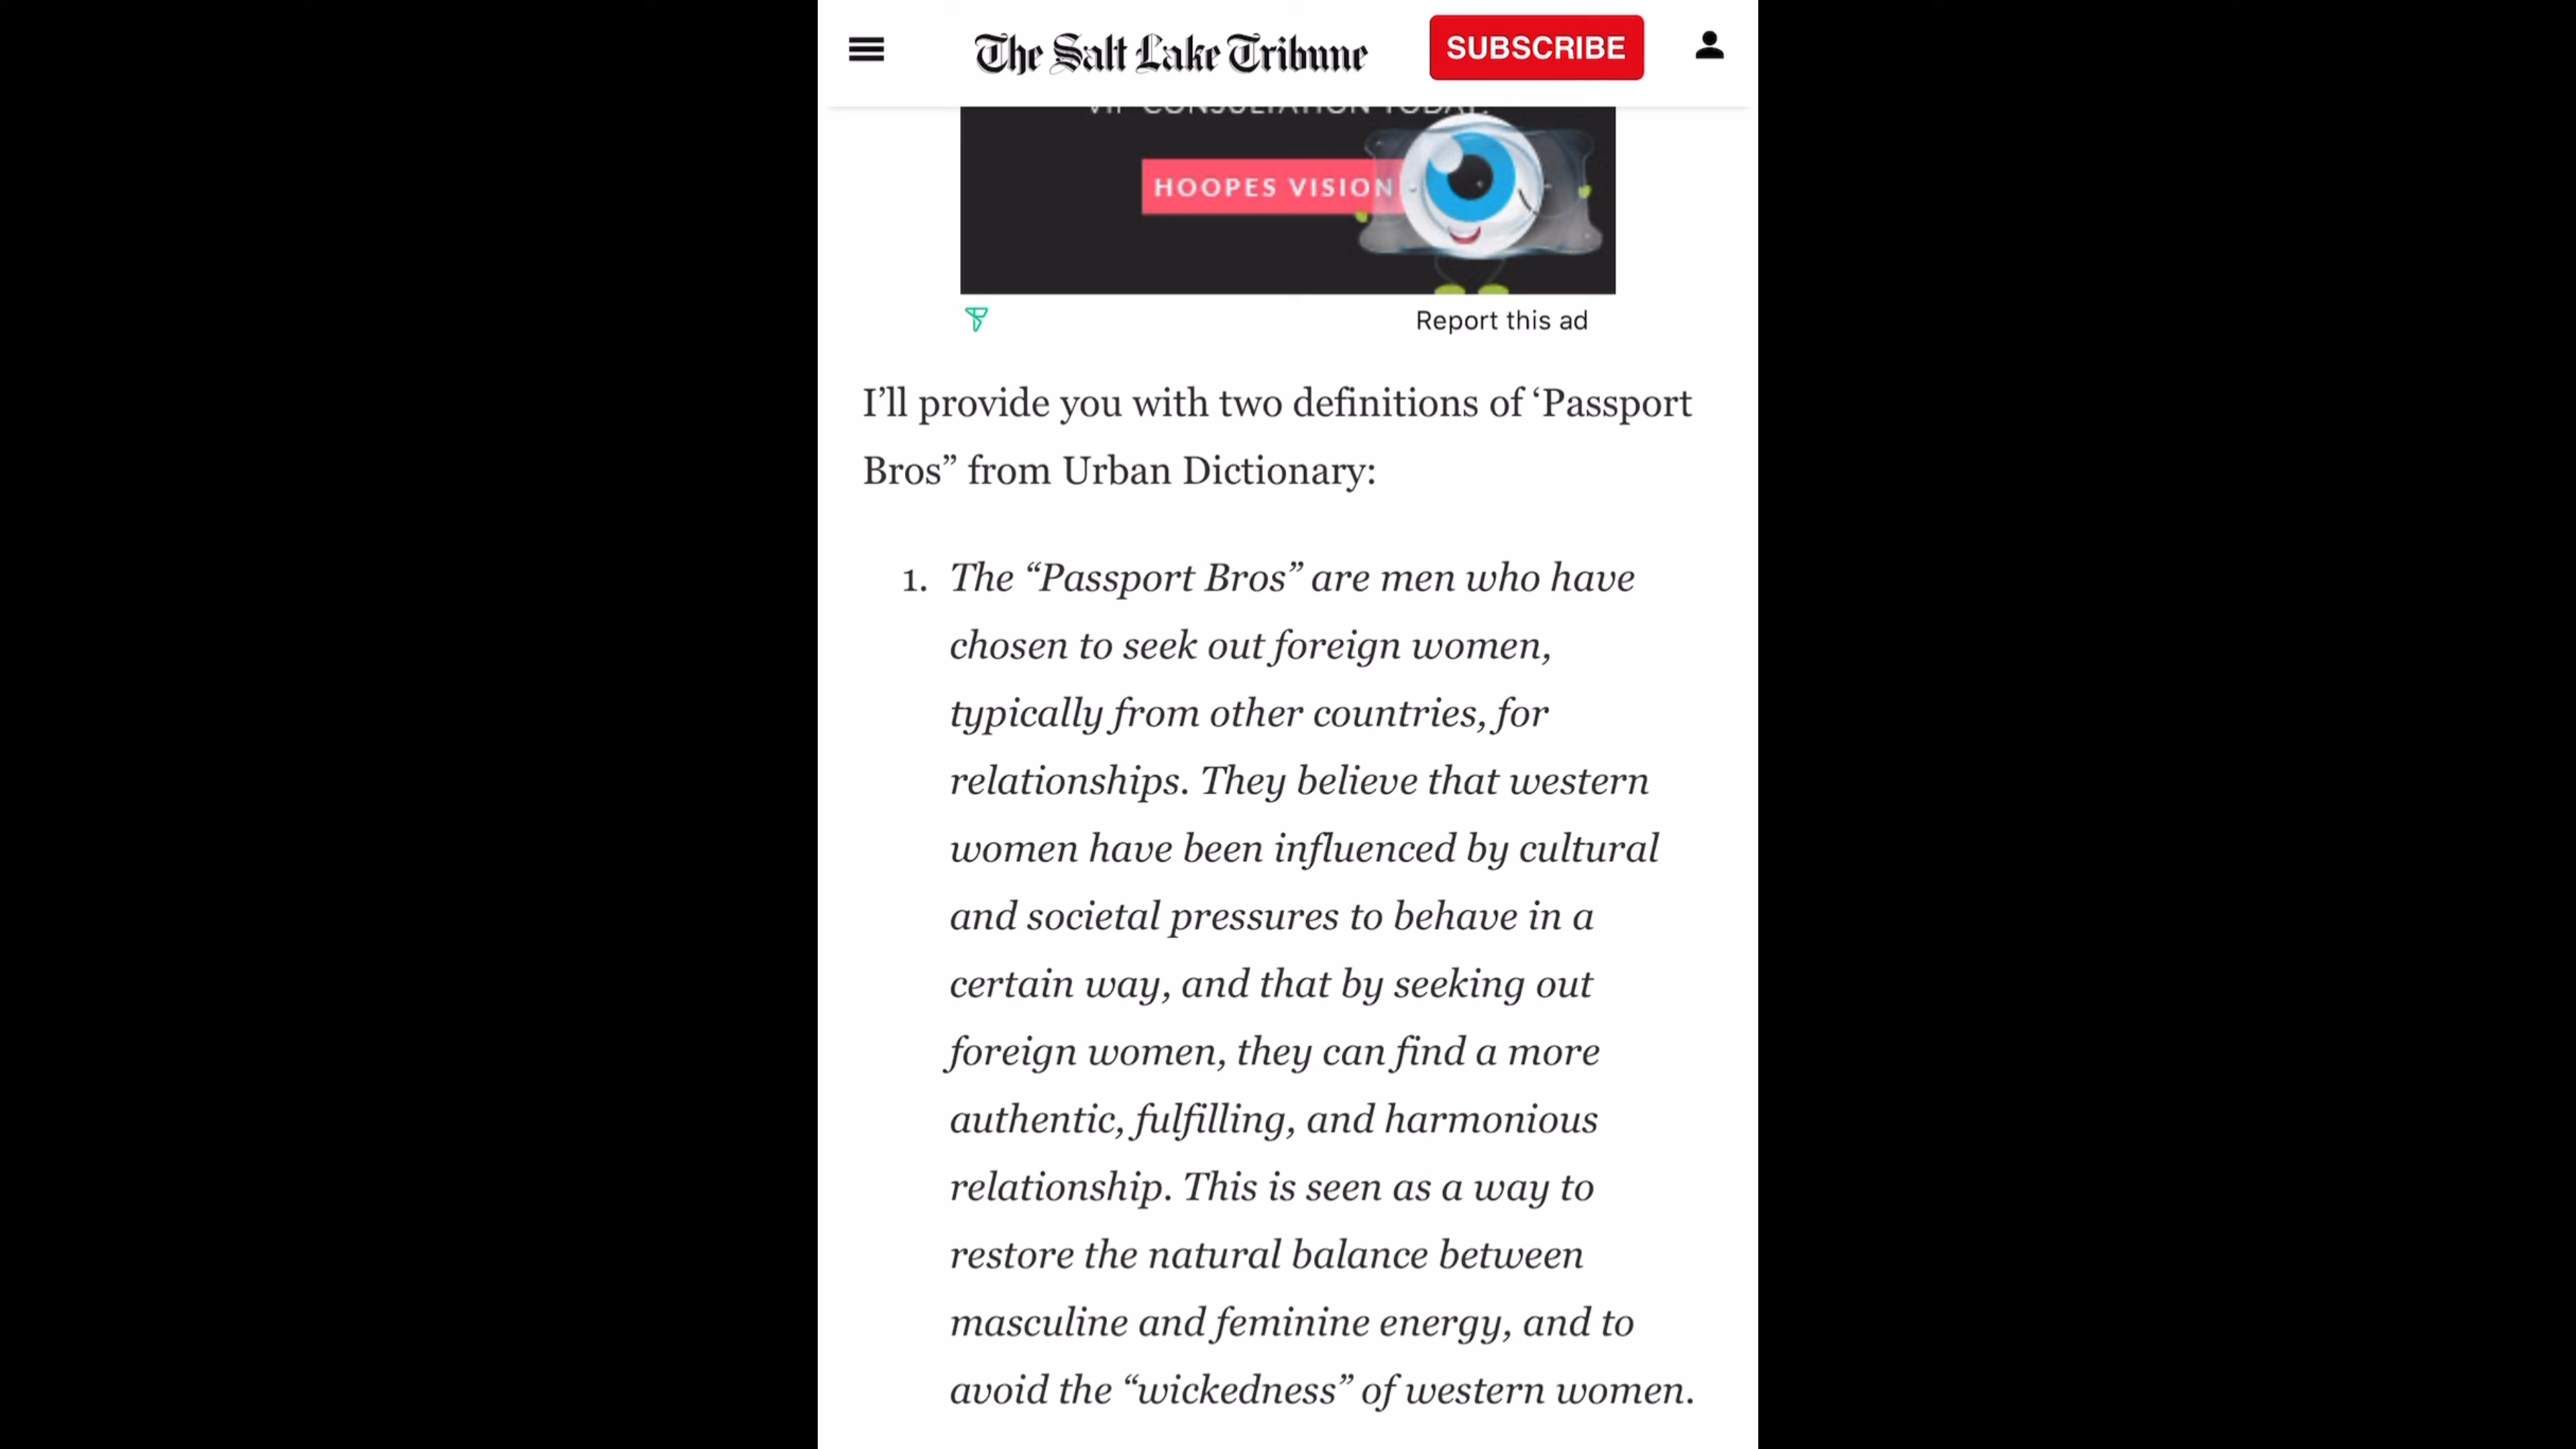 The Salt Lake Tribune
SUBSCRIBE
VIP CONSULTATION TODAY.
HOOPES VISION
Report this ad
I’ll provide you with two definitions of ‘Passport
Bros” from Urban Dictionary:
1. The “Passport Bros” are men who have
chosen to seek out foreign women,
typically from other countries, for
relationships. They believe that western
women have been influenced by cultural
and societal pressures to behave in a
certain way, and that by seeking out
foreign women, they can find a more
authentic, fulfilling, and harmonious
relationship. This is seen as a way to
restore the natural balance between
masculine and feminine energy, and to
avoid the “wickedness” of western women.